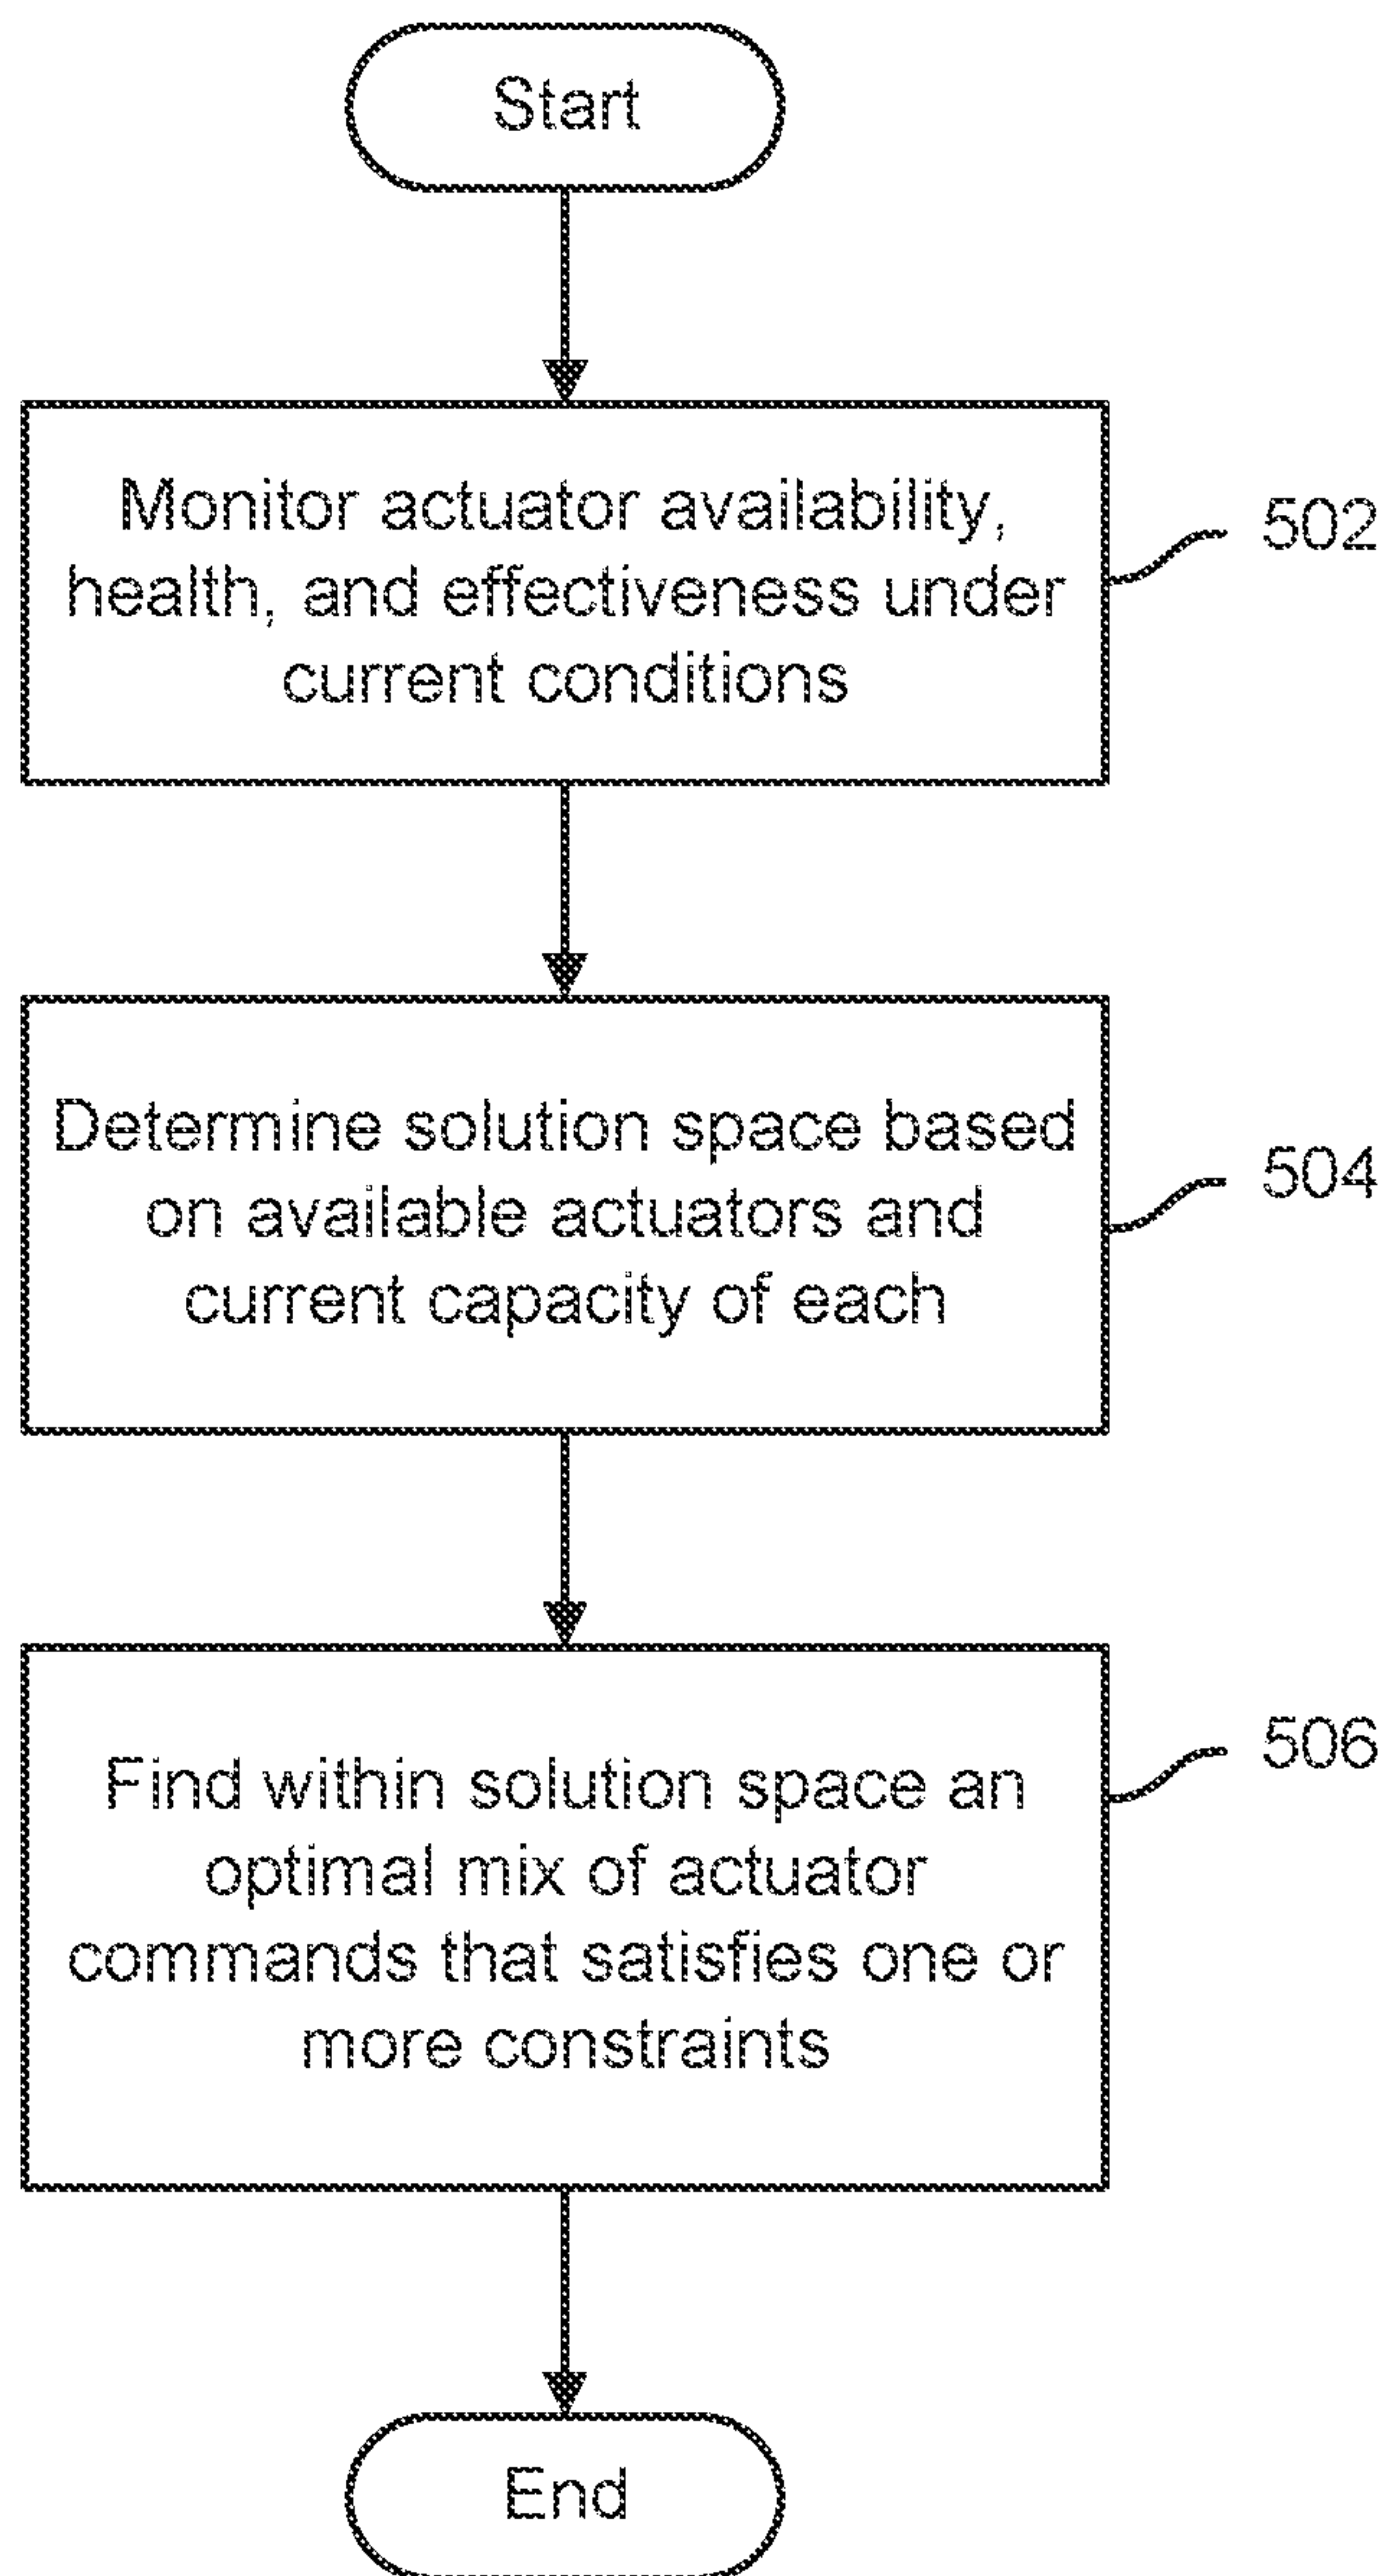 Start
Monitor actuator availability,
health, and effectiveness under
current conditions
502
Determine solution space based
on available actuators and
current capacity of each
504
Find within solution space an
optimal mix of actuator
commands that satisfies one or
more constraints
506
End